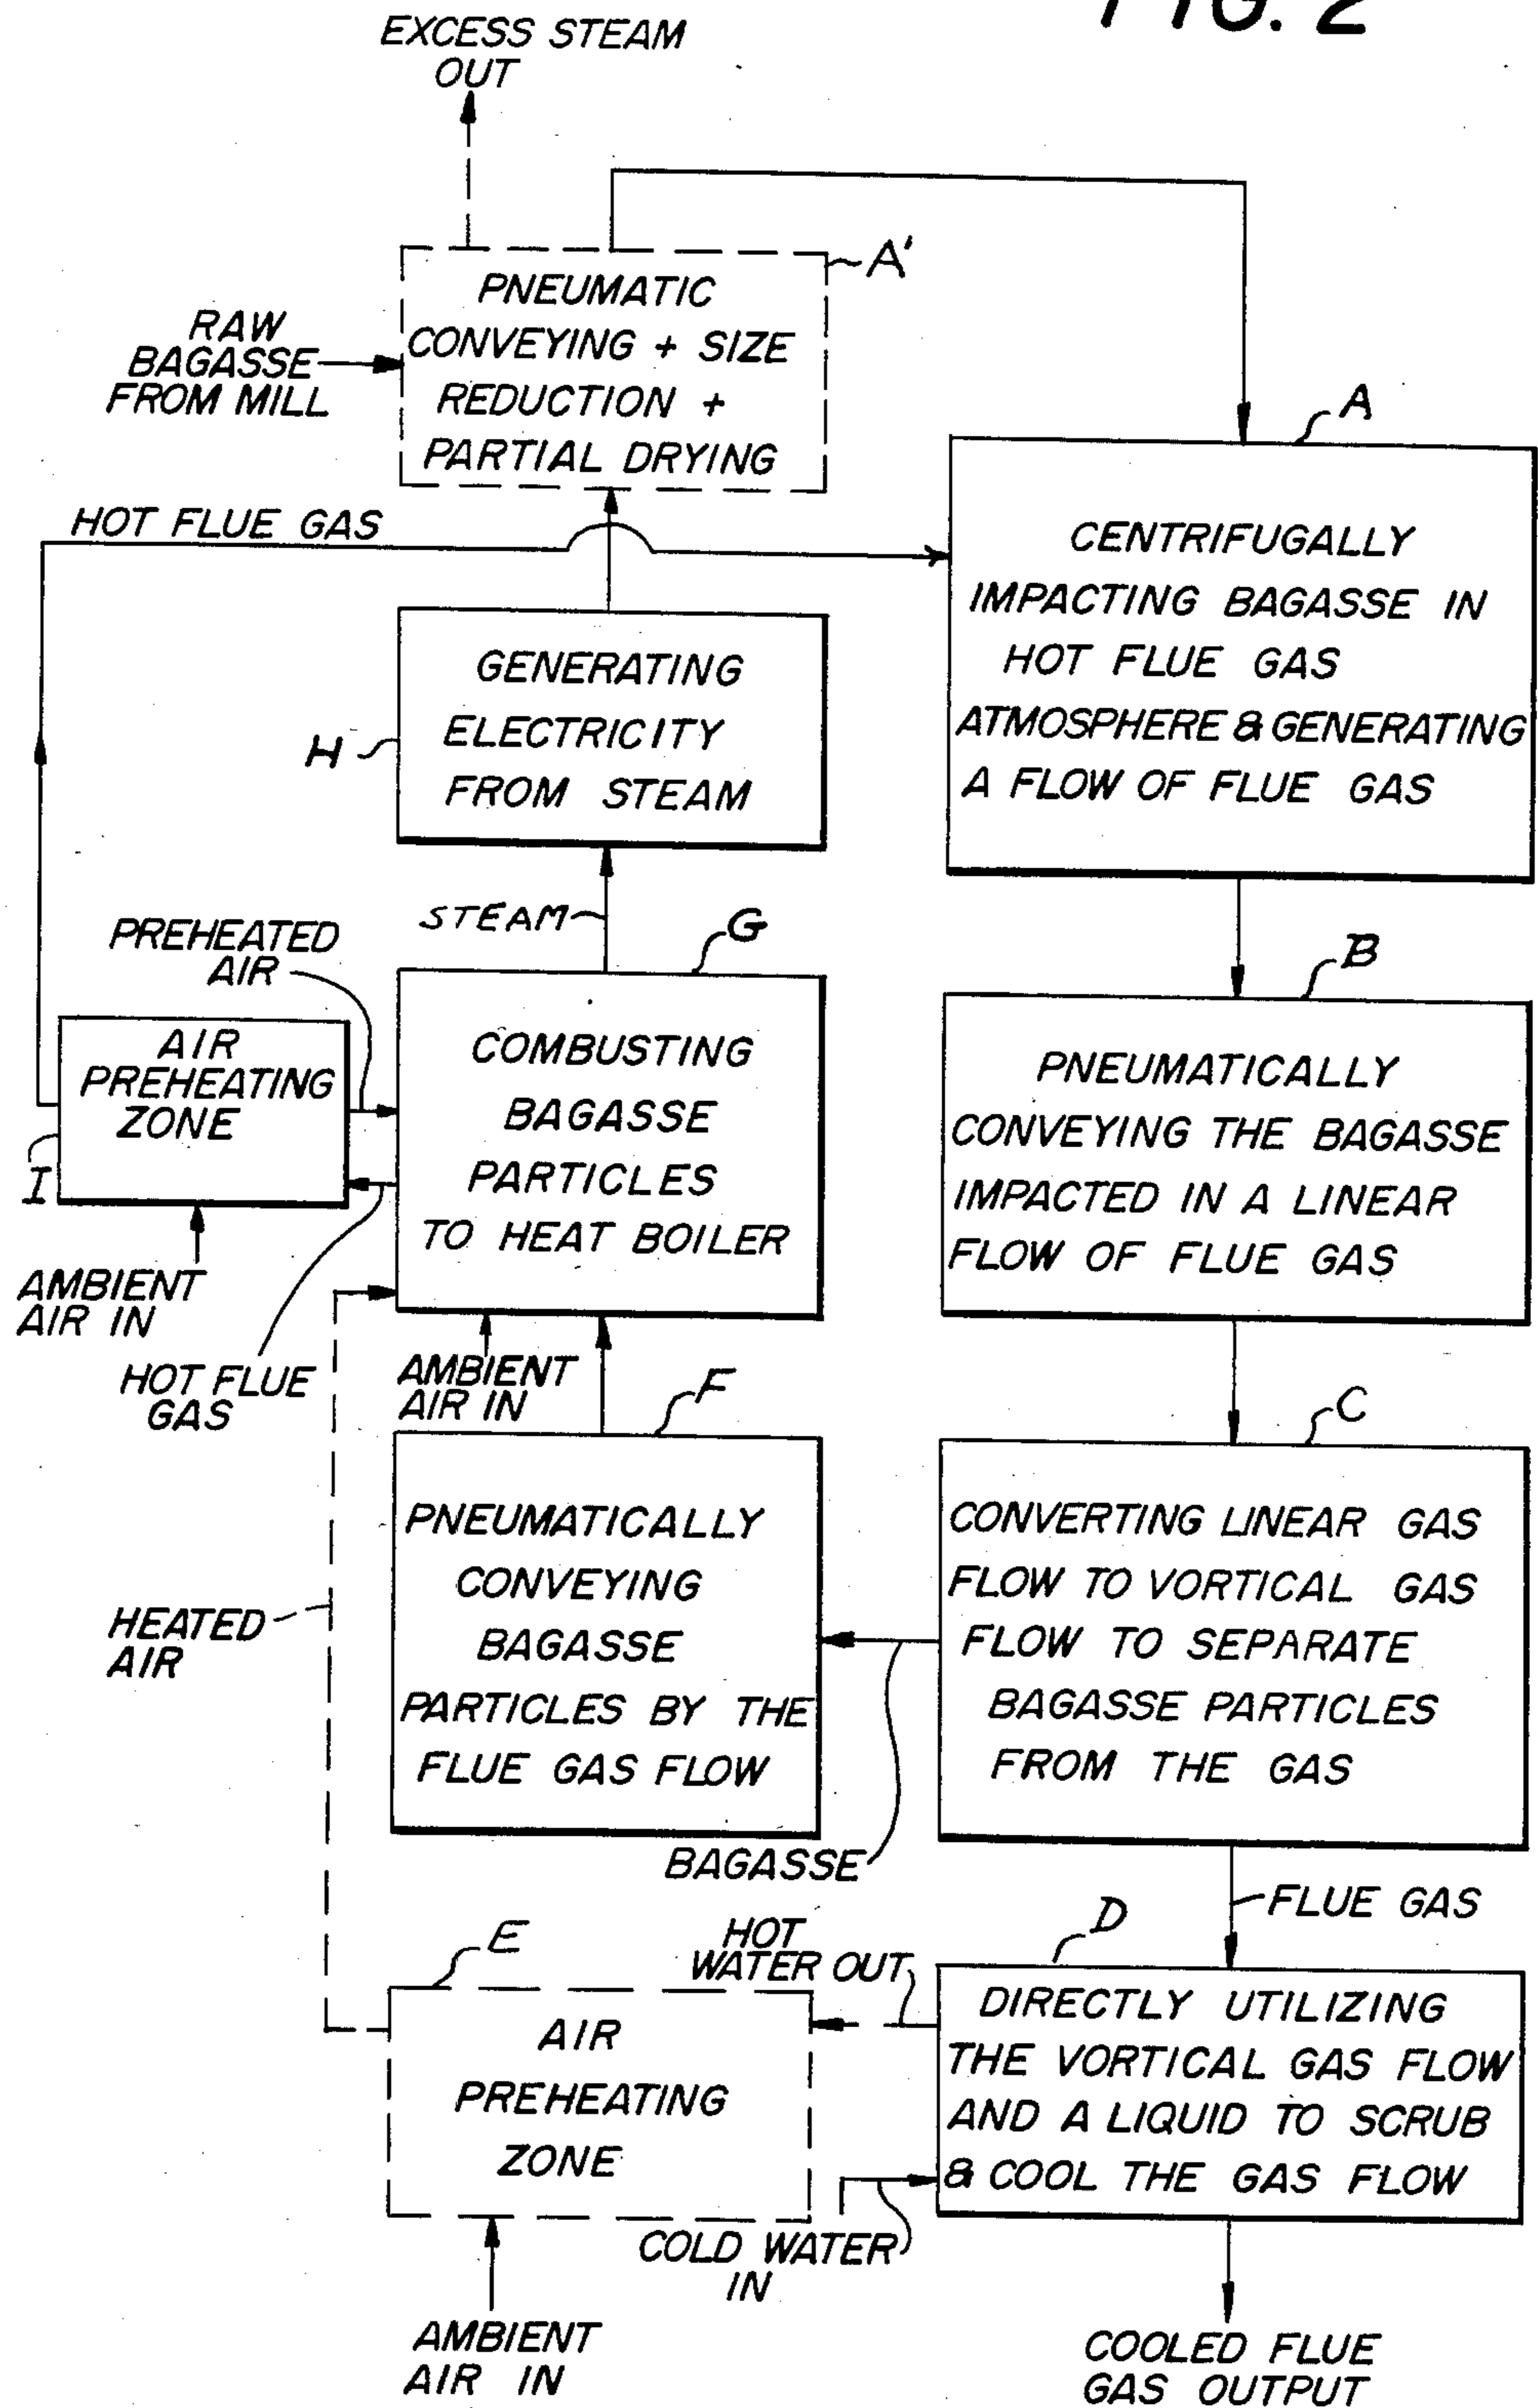 FIG. 2
EXCESS STEAM
OUT
A'
PNEUMATIC
CONVEYING + SIZE
REDUCTION +
PARTIAL DRYING
RAW
BAGASSE
FROM MILL
HOT FLUE GAS
A
CENTRIFUGALLY
IMPACTING BAGASSE IN
HOT FLUE GAS
ATMOSPHERE & GENERATING
A FLOW OF FLUE GAS
H
GENERATING
ELECTRICITY
FROM STEAM
STEAM
G
PREHEATED
AIR
B
AIR
PREHEATING
ZONE
I
COMBUSTING
BAGASSE
PARTICLES
TO HEAT BOILER
PNEUMATICALLY
CONVEYING THE BAGASSE
IMPACTED IN A LINEAR
FLOW OF FLUE GAS
AMBIENT
AIR IN
HOT FLUE
GAS
AMBIENT
AIR IN
F
C
PNEUMATICALLY
CONVEYING
BAGASSE
PARTICLES BY THE
FLUE GAS FLOW
CONVERTING LINEAR GAS
FLOW TO VORTICAL GAS
FLOW TO SEPARATE
BAGASSE PARTICLES
FROM THE GAS
HEATED
AIR
BAGASSE
FLUE GAS
E
HOT
WATER OUT
D
AIR
PREHEATING
ZONE
DIRECTLY UTILIZING
THE VORTICAL GAS FLOW
AND A LIQUID TO SCRUB
& COOL THE GAS FLOW
COLD WATER
IN
AMBIENT
AIR IN
COOLED FLUE
GAS OUTPUT